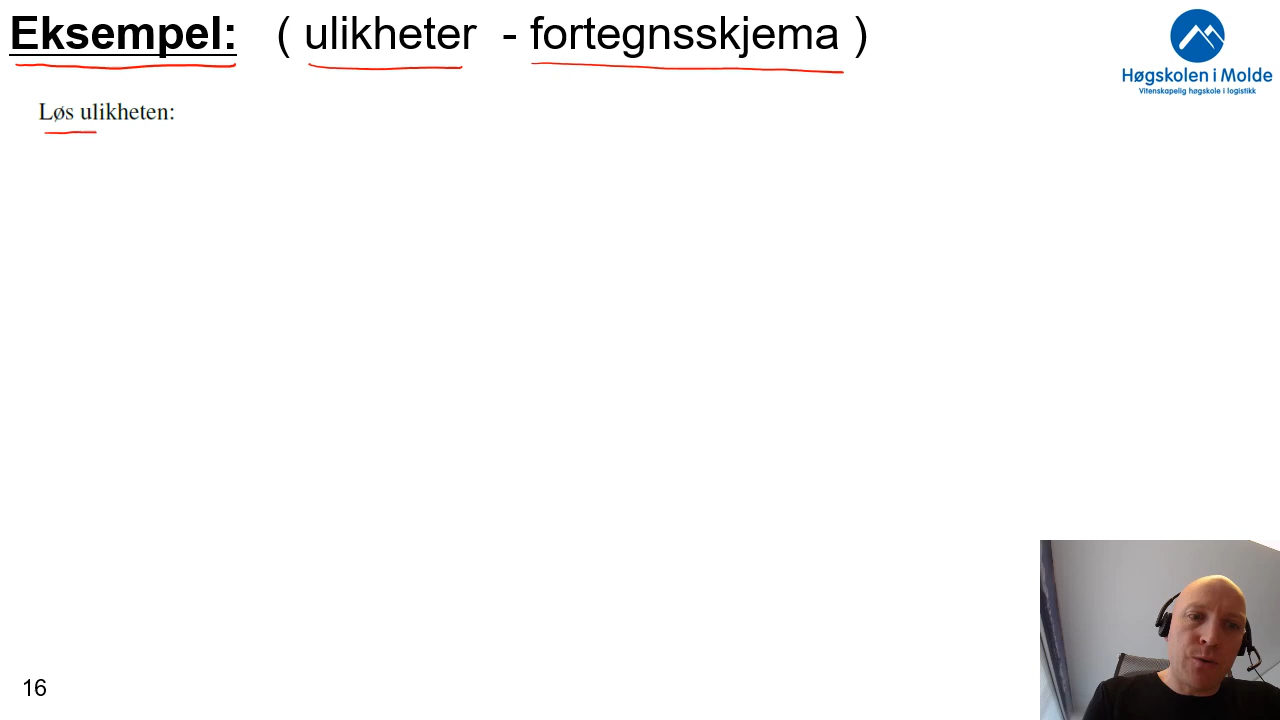 Eksempel: ( ulikheter - fortegnsskjema )
Høgskolen i Molde
Vitenskapelig høgskole i logistikk
Løs ulikheten:
16